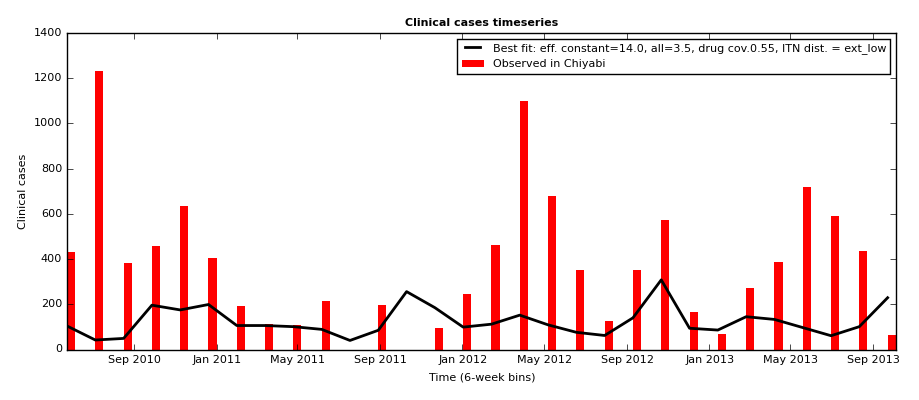 Clinical cases timeseries
1400
1200
1000
800
600
400
200
0
Clinical cases
Best fit: eff. constant=14.0, all=3.5, drug cov.0.55, ITN dist. = ext_low
Observed in Chiyabi
Sep 2010 Jan 2011 May 2011 Sep 2011 Jan 2012 May 2012 Sep 2012 Jan 2013 May 2013 Sep 2013
Time (6-week bins)